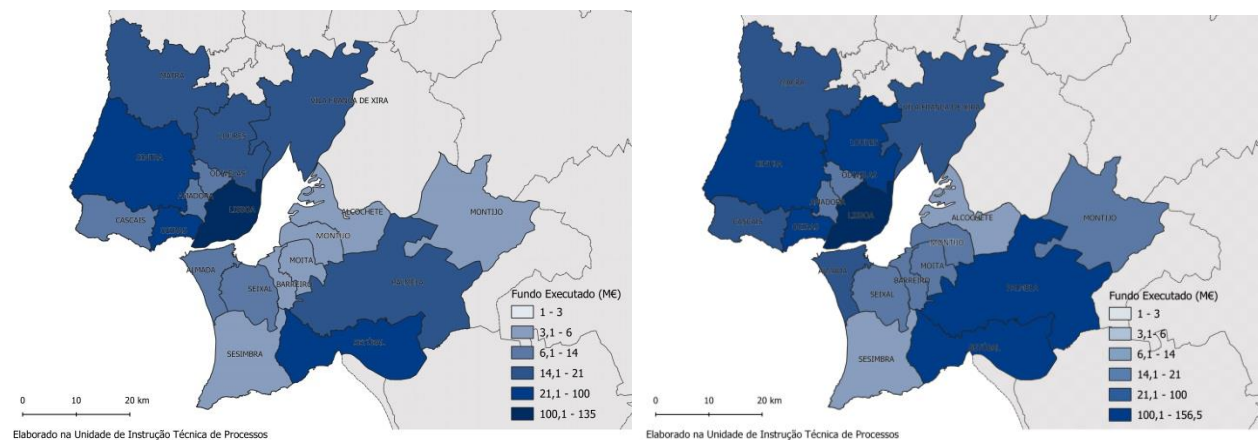 MAFRA
VILA FRANCA DE XIRA
LOURES
SINTRA
ODIVELAS
AMADORA
LISBOA
CASCAIS
OEIRAS
ALCOCHETE
MONTIJO
MONTIJO
MOITA
ALMADA
BARREIRO
SEIXAL
PALMELA
SETÚBAL
SESIMBRA
Fundo Executado (M€)
1 - 3
3,1 - 6
6,1 - 14
14,1 - 21
21,1 - 100
100,1 - 135
0 10 20 km
Elaborado na Unidade de Instrução Técnica de Processos
MAFRA
VILA FRANCA DE XIRA
LOURES
SINTRA
ODIVELAS
AMADORA
LISBOA
CASCAIS
OEIRAS
ALCOCHETE
MONTIJO
MONTIJO
MOITA
ALMADA
BARREIRO
SEIXAL
PALMELA
SETÚBAL
SESIMBRA
Fundo Executado (M€)
1 - 3
3,1 - 6
6,1 - 14
14,1 - 21
21,1 - 100
100,1 - 156,5
0 10 20 km
Elaborado na Unidade de Instrução Técnica de Processos